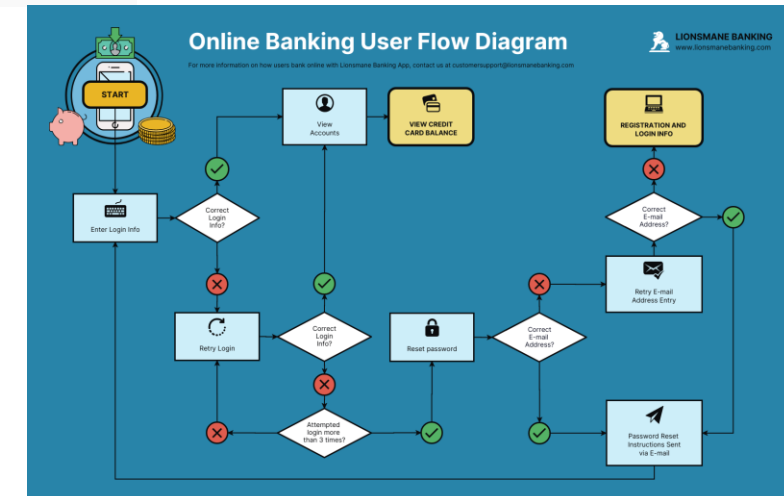 Online Banking User Flow Diagram
LIONSMANE BANKING
www.lionsmanebanking.com
For more information on how users bank online with Lionsmane Banking App, contact us at customersupport@lionsmanebanking.com
START
View
Accounts
VIEW CREDIT
CARD BALANCE
REGISTRATION AND
LOGIN INFO
Enter Login Info
Correct
Login
Info?
Correct
E-mail
Address?
Retry E-mail
Address Entry
Retry Login
Correct
Login
Info?
Reset password
Correct
E-mail
Address?
Attempted
login more
than 3 times?
Password Reset
Instructions Sent
via E-mail